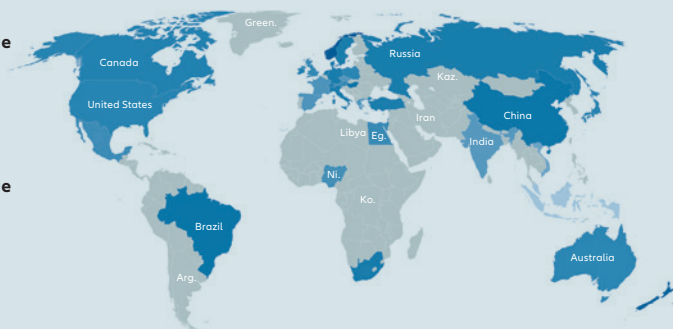 Green.
e
Russia
Canada
Kaz.
United States
China
Iran
Libya
Eg.
India
Ni.
e
Ko.
Brazil
Australia
Arg.